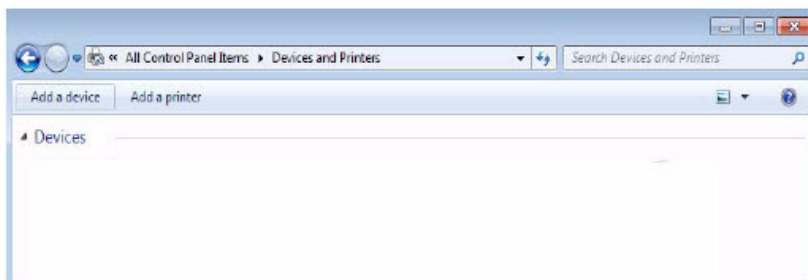 « All Control Panel Items ▸ Devices and Printers Search Devices and Printers
Add a device Add a printer
Devices